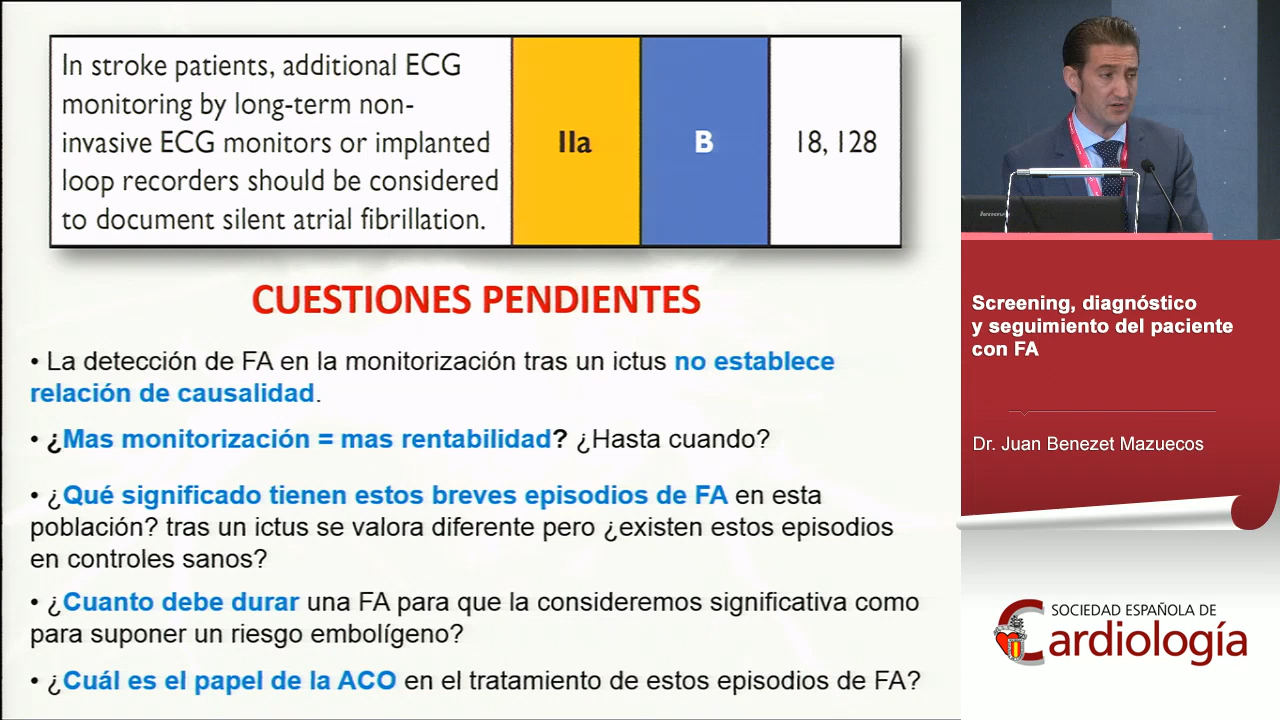 In stroke patients, additional ECG
monitoring by long-term non-
invasive ECG monitors or implanted
loop recorders should be considered
to document silent atrial fibrillation.
IIa
B
18, 128
CUESTIONES PENDIENTES
• La detección de FA en la monitorización tras un ictus no establece
relación de causalidad.
• ¿Mas monitorización = mas rentabilidad? ¿Hasta cuando?
• ¿Qué significado tienen estos breves episodios de FA en esta
población? tras un ictus se valora diferente pero ¿existen estos episodios
en controles sanos?
• ¿Cuanto debe durar una FA para que la consideremos significativa como
para suponer un riesgo embolígeno?
• ¿Cuál es el papel de la ACO en el tratamiento de estos episodios de FA?
lenovo
Screening, diagnóstico
y seguimiento del paciente
con FA
Dr. Juan Benezet Mazuecos
SOCIEDAD ESPAÑOLA DE
Cardiología